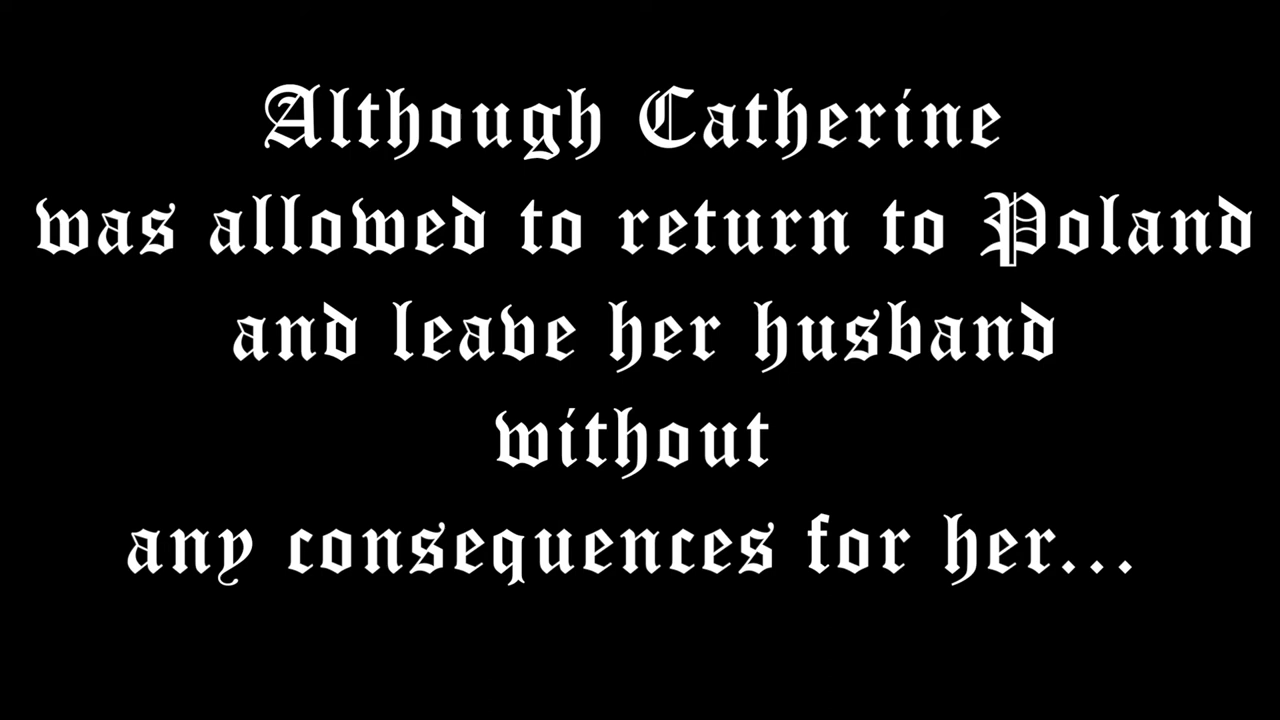 Although Catherine
was allowed to return to Poland
and leave her husband
without
any consequences for her...